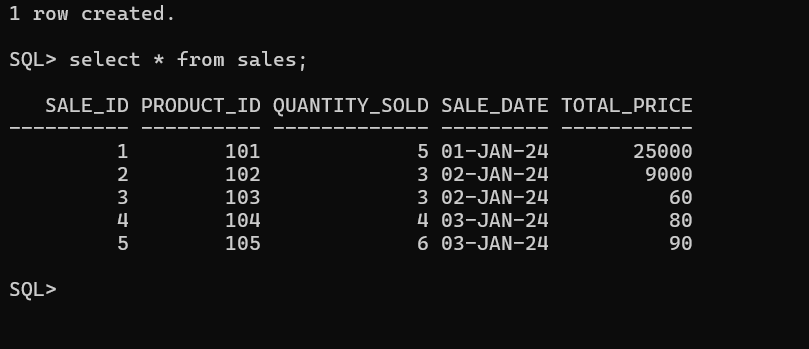 1 row created.
SQL> select * from sales;
   SALE_ID PRODUCT_ID QUANTITY_SOLD SALE_DATE TOTAL_PRICE
---------- ---------- ------------- --------- -----------
         1        101             5 01-JAN-24       25000
         2        102             3 02-JAN-24        9000
         3        103             3 02-JAN-24          60
         4        104             4 03-JAN-24          80
         5        105             6 03-JAN-24          90
SQL>